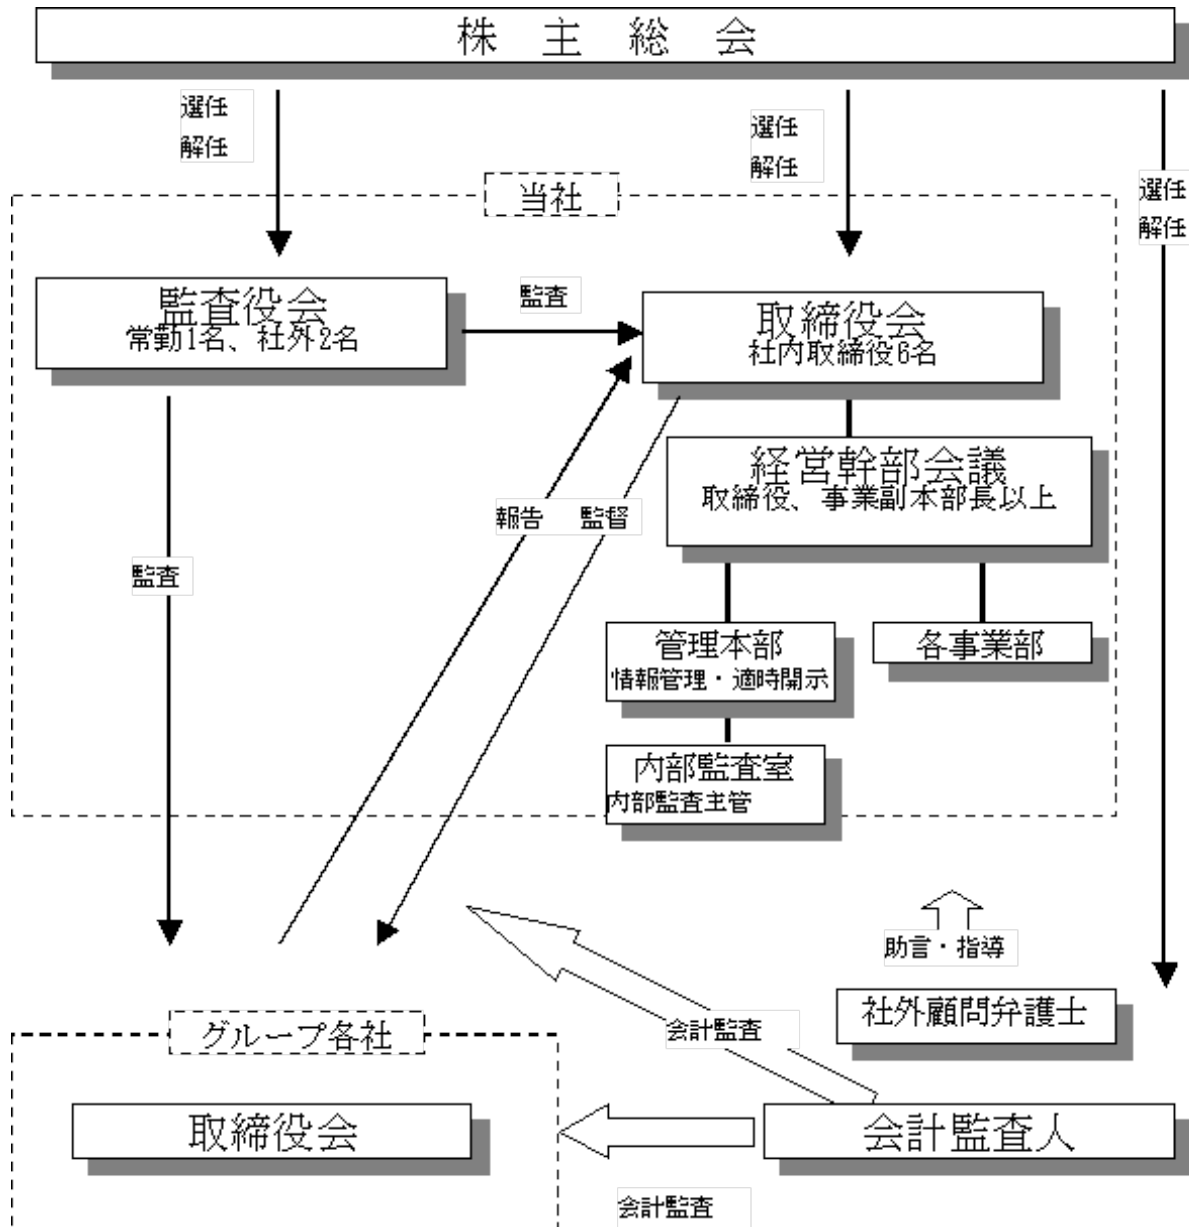 株主総会
選任
解任
選任
解任
選任
解任
当社
監査役会
常勤1名、社外2名
監査
取締役会
社内取締役6名
経営幹部会議
取締役、事業副本部長以上
報告
監督
監査
管理本部
情報管理・適時開示
各事業部
内部監査室
内部監査主管
助言・指導
社外顧問弁護士
会計監査
グループ各社
取締役会
会計監査人
会計監査